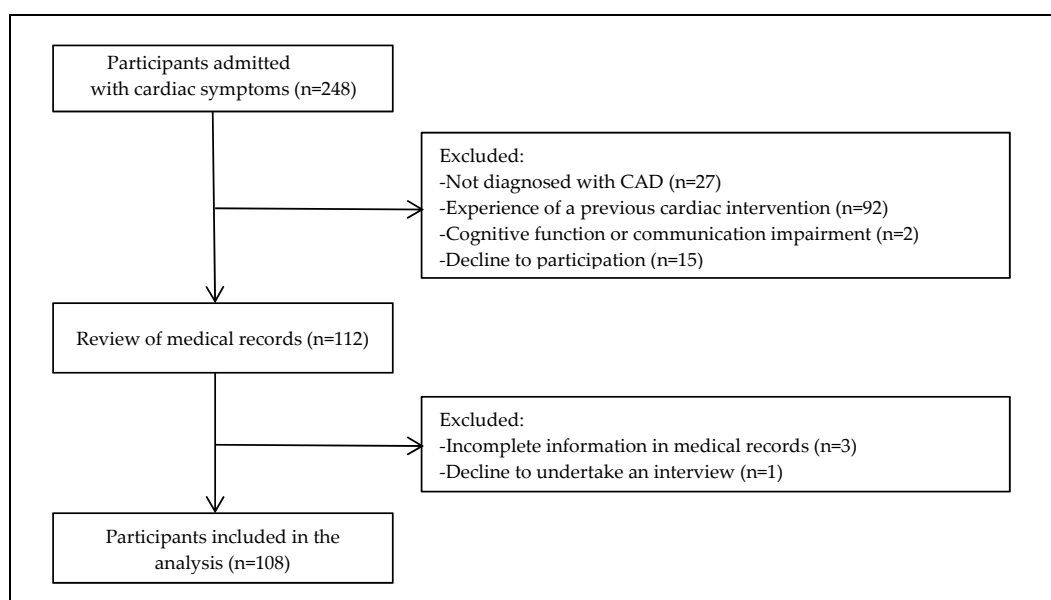 Participants admitted
with cardiac symptoms (n=248)
Excluded:
-Not diagnosed with CAD (n=27)
-Experience of a previous cardiac intervention (n=92)
-Cognitive function or communication impairment (n=2)
-Decline to participation (n=15)
Review of medical records (n=112)
Excluded:
-Incomplete information in medical records (n=3)
-Decline to undertake an interview (n=1)
Participants included in the
analysis (n=108)